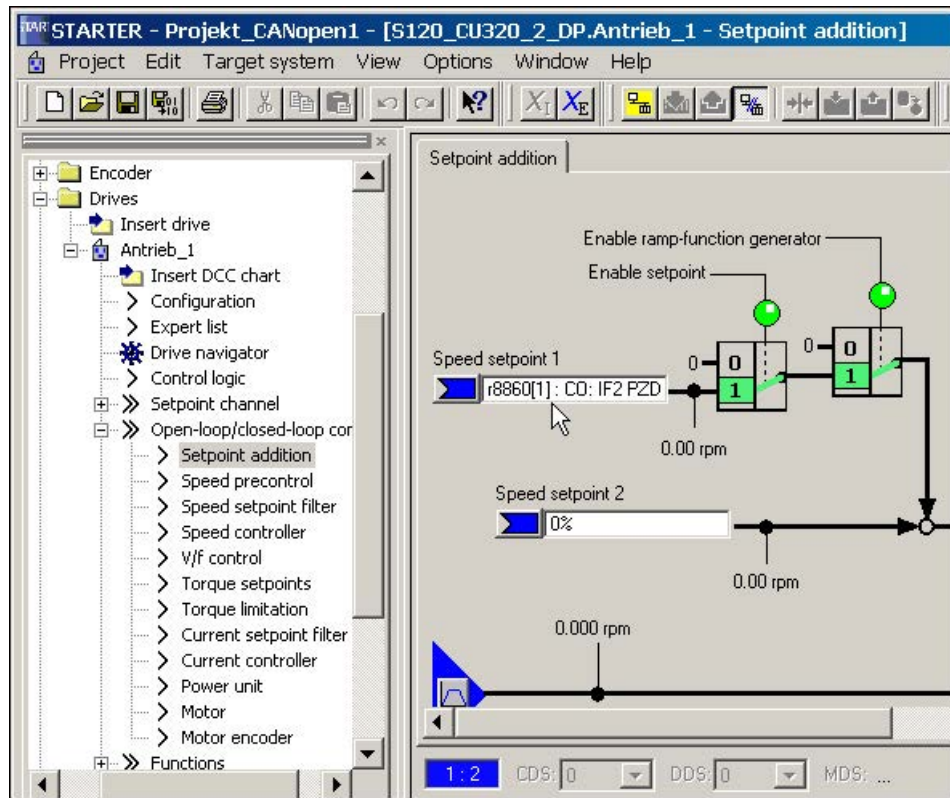 STARTER - Projekt_CANopen1 - [S120_CU320_2_DP.Antrieb_1 - Setpoint addition]
Project Edit Target system View Options Window Help
Setpoint addition
Encoder
Drives
Insert drive
Antrieb_1
Insert DCC chart
Configuration
Expert list
Drive navigator
Control logic
Setpoint channel
Open-loop/closed-loop cor
Setpoint addition
Speed precontrol
Speed setpoint filter
Speed controller
V/f control
Torque setpoints
Torque limitation
Current setpoint filter
Current controller
Power unit
Motor
Motor encoder
Functions
Enable ramp-function generator
Enable setpoint
Speed setpoint 1
0 0 0 0
r8860[1] : CO: IF2 PZD 1 1
0.00 rpm
Speed setpoint 2
0%
0.00 rpm
0.000 rpm
1 : 2 CDS: 0 DDS: 0 MDS: ...